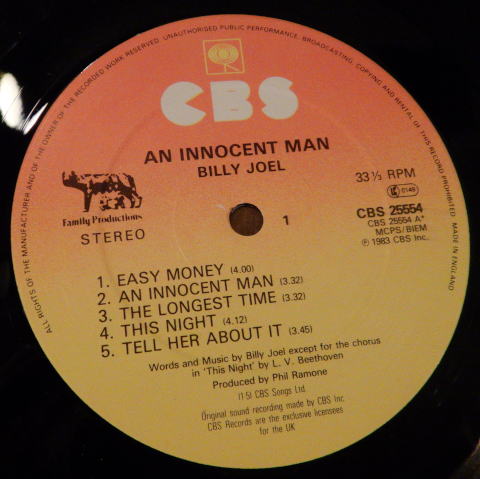 ALL RIGHTS OF THE MANUFACTURER AND OF THE OWNER OF THE RECORDED WORK RESERVED. UNAUTHORISED PUBLIC PERFORMANCE, BROADCASTING, COPYING AND RENTAL OF THIS RECORD PROHIBITED. MADE IN ENGLAND
CBS
AN INNOCENT MAN
BILLY JOEL
Family Productions
STEREO
1
33⅓ RPM
0149
CBS 25554
CBS 25554 A*
MCPS/BIEM
℗ 1983 CBS Inc.
1. EASY MONEY (4.00)
2. AN INNOCENT MAN (3.32)
3. THE LONGEST TIME (3.32)
4. THIS NIGHT (4.12)
5. TELL HER ABOUT IT (3.45)
Words and Music by Billy Joel except for the chorus
in 'This Night' by L. V. Beethoven
Produced by Phil Ramone
(1-5) CBS Songs Ltd.
Original sound recording made by CBS Inc
CBS Records are the exclusive licensees
for the UK